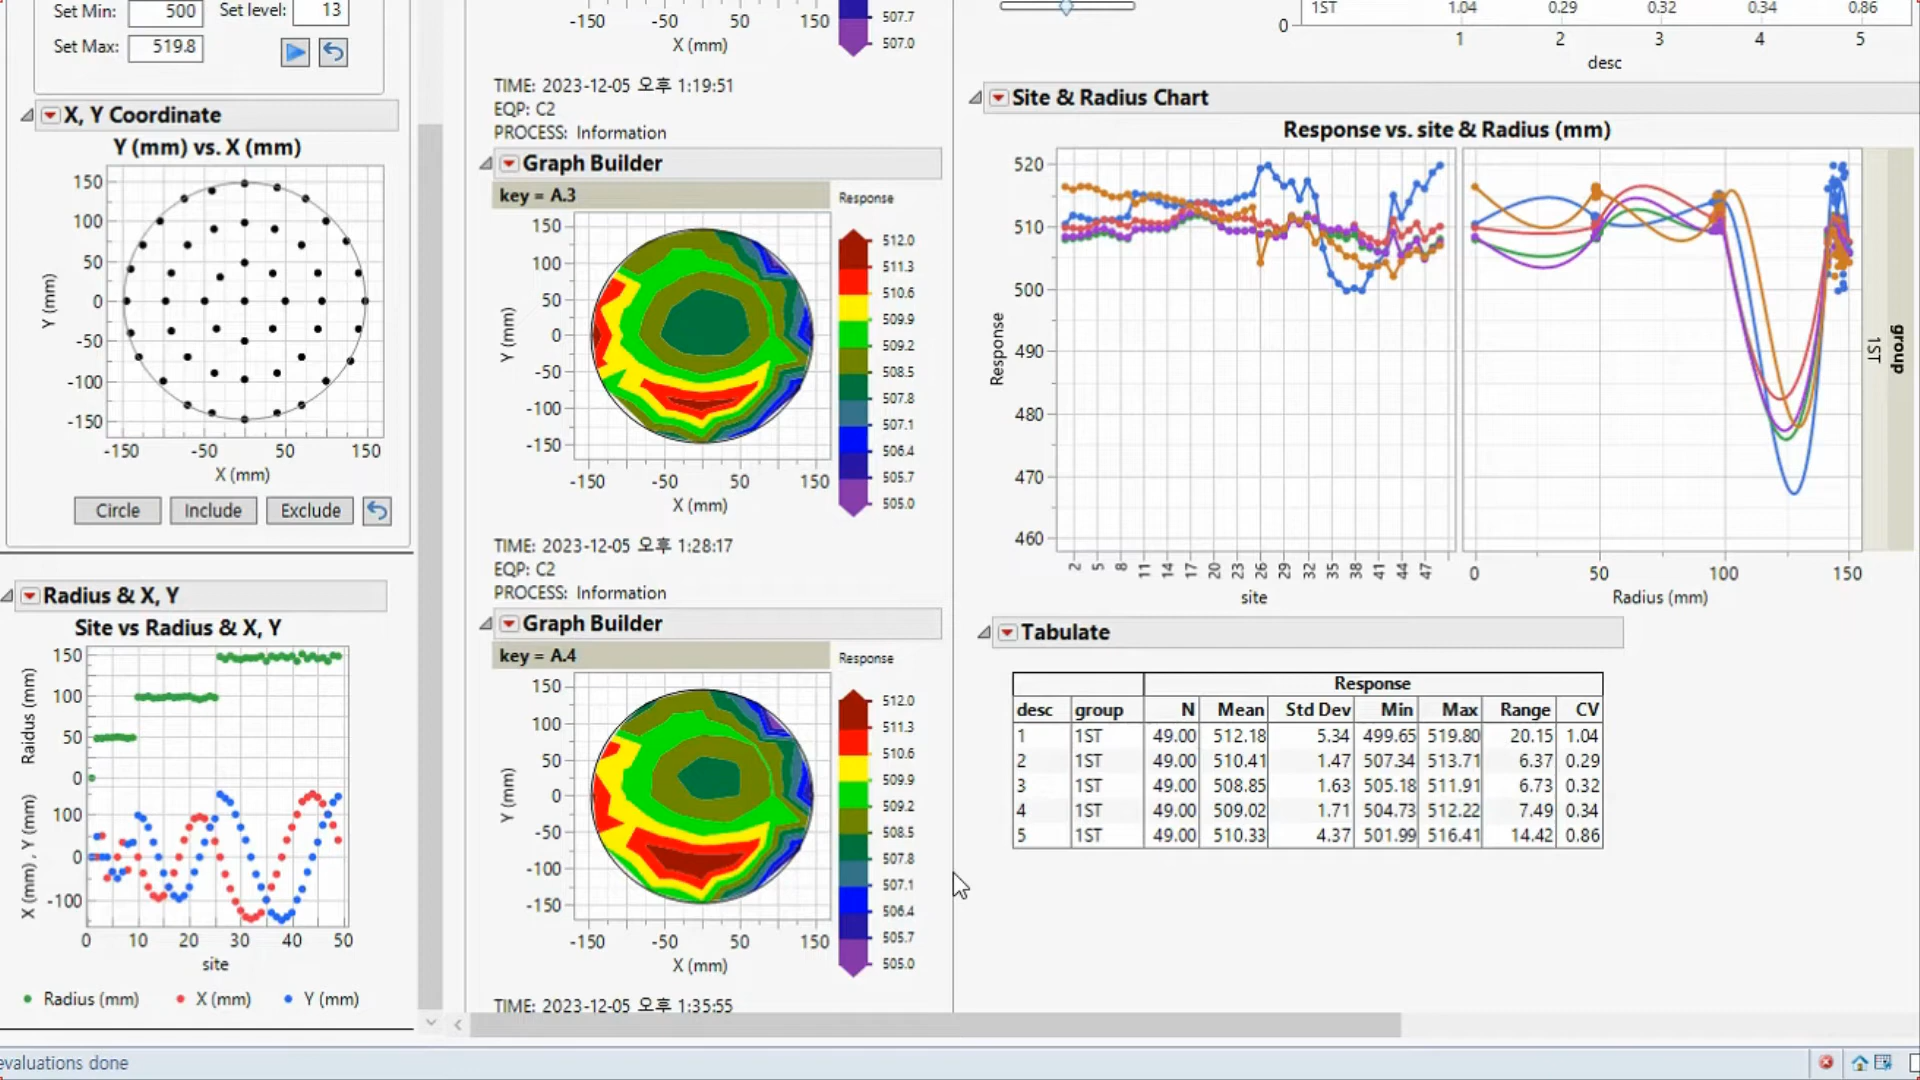 Set Min: 500 Set level: 13
Set Max: 519.8
X, Y Coordinate
Y (mm) vs. X (mm)
150
100
50
0
-50
-100
-150
Y (mm)
-150 -50 0 50 150
X (mm)
Circle Include Exclude
Radius & X, Y
Site vs Radius & X, Y
150
100
50
0
Raidus (mm)
100
0
-100
X (mm) , Y (mm)
0 10 20 30 40 50
site
Radius (mm) X (mm) Y (mm)
evaluations done
-150 -50 0 50 150
X (mm)
507.7
507.0
TIME: 2023-12-05 오후 1:19:51
EQP: C2
PROCESS: Information
Graph Builder
key = A.3
Response
150
100
50
0
-50
-100
-150
Y (mm)
-150 -50 0 50 150
X (mm)
512.0
511.3
510.6
509.9
509.2
508.5
507.8
507.1
506.4
505.7
505.0
TIME: 2023-12-05 오후 1:28:17
EQP: C2
PROCESS: Information
Graph Builder
key = A.4
Response
150
100
50
0
-50
-100
-150
Y (mm)
-150 -50 0 50 150
X (mm)
512.0
511.3
510.6
509.9
509.2
508.5
507.8
507.1
506.4
505.7
505.0
TIME: 2023-12-05 오후 1:35:55
1ST 1.04 0.29 0.32 0.34 0.86
0
1 2 3 4 5
desc
Site & Radius Chart
Response vs. site & Radius (mm)
520
510
500
490
480
470
460
Response
2 5 8 11 14 17 20 23 26 29 32 35 38 41 44 47
site
0 50 100 150
Radius (mm)
group
1ST
Tabulate
Response
desc group N Mean Std Dev Min Max Range CV
1 1ST 49.00 512.18 5.34 499.65 519.80 20.15 1.04
2 1ST 49.00 510.41 1.47 507.34 513.71 6.37 0.29
3 1ST 49.00 508.85 1.63 505.18 511.91 6.73 0.32
4 1ST 49.00 509.02 1.71 504.73 512.22 7.49 0.34
5 1ST 49.00 510.33 4.37 501.99 516.41 14.42 0.86